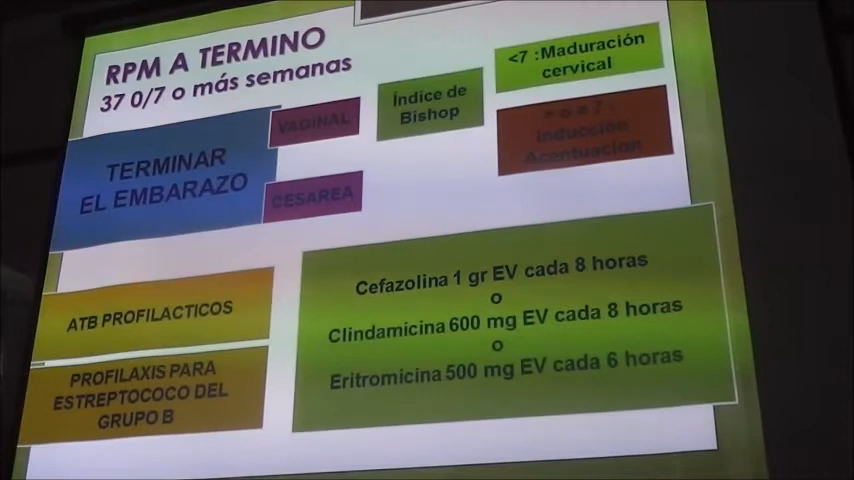 RPM A TERMINO
37 0/7 o más semanas
TERMINAR
EL EMBARAZO
VAGINAL
CESAREA
Índice de
Bishop
<7 :Maduración
cervical
Inducción
Acentuación
ATB PROFILACTICOS
PROFILAXIS PARA
ESTREPTOCOCO DEL
GRUPO B
Cefazolina 1 gr EV cada 8 horas
o
Clindamicina 600 mg EV cada 8 horas
o
Eritromicina 500 mg EV cada 6 horas